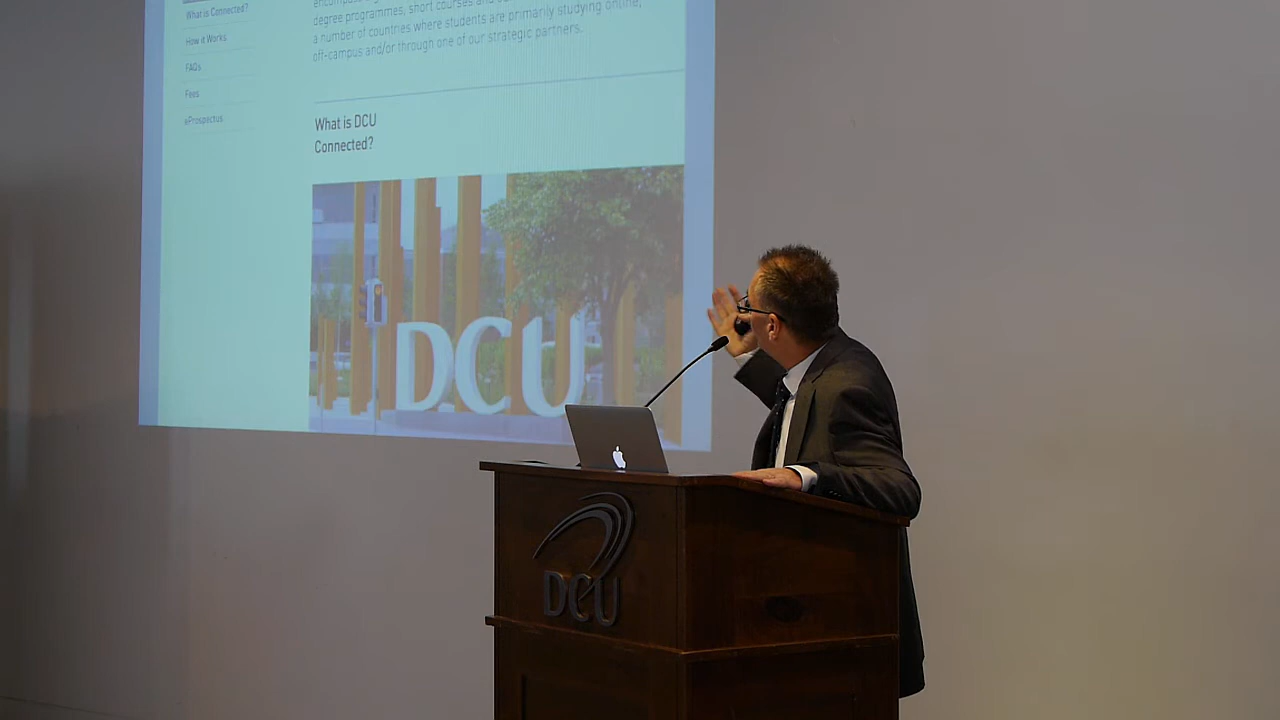 What is Connected?
How it Works
FAQs
Fees
eProspectus
degree programmes, short courses and
a number of countries where students are primarily studying online,
off-campus and/or through one of our strategic partners.
What is DCU
Connected?
DCU
DCU